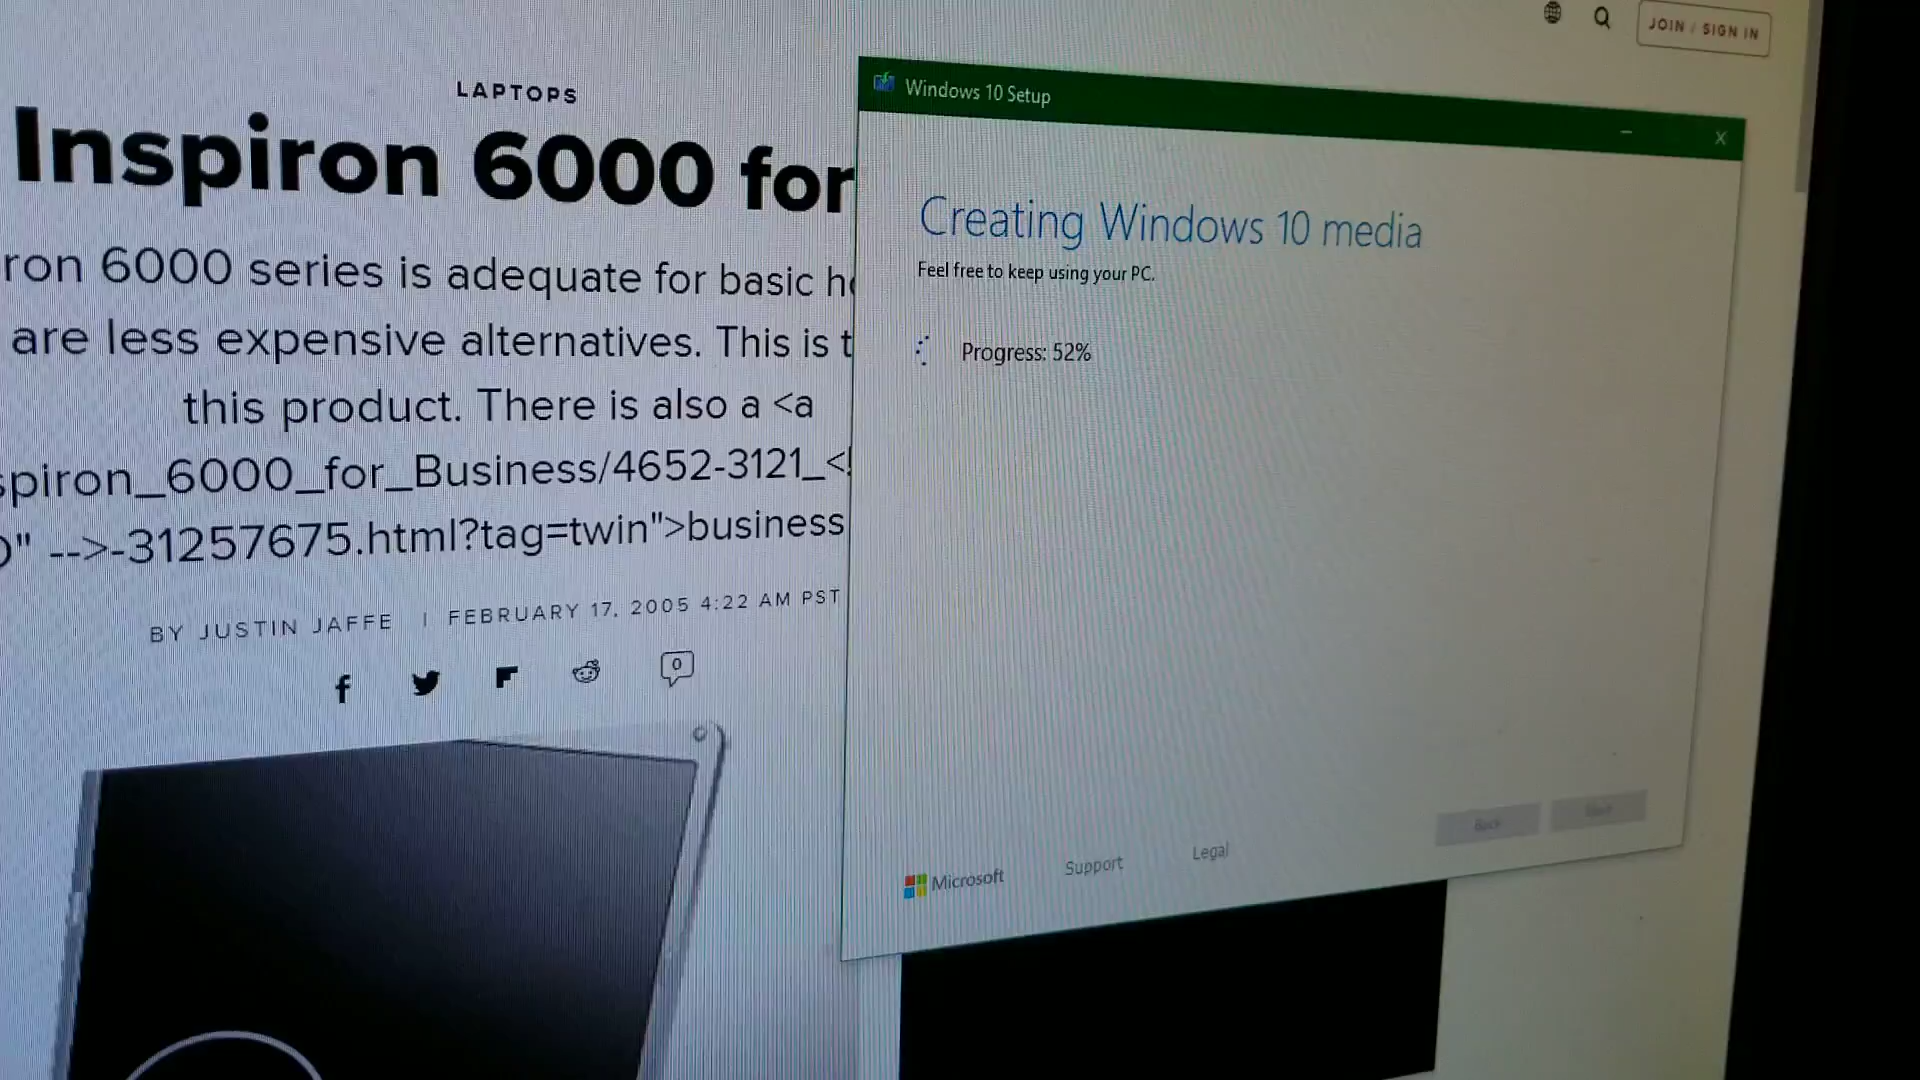 JOIN / SIGN IN
LAPTOPS
Inspiron 6000 for
ron 6000 series is adequate for basic h
are less expensive alternatives. This is t
this product. There is also a <a
spiron_6000_for_Business/4652-3121_<!
" -->-31257675.html?tag=twin">business
BY JUSTIN JAFFE | FEBRUARY 17, 2005 4:22 AM PST
f
0
Windows 10 Setup
Creating Windows 10 media
Feel free to keep using your PC.
Progress: 52%
Back
Microsoft
Support
Legal